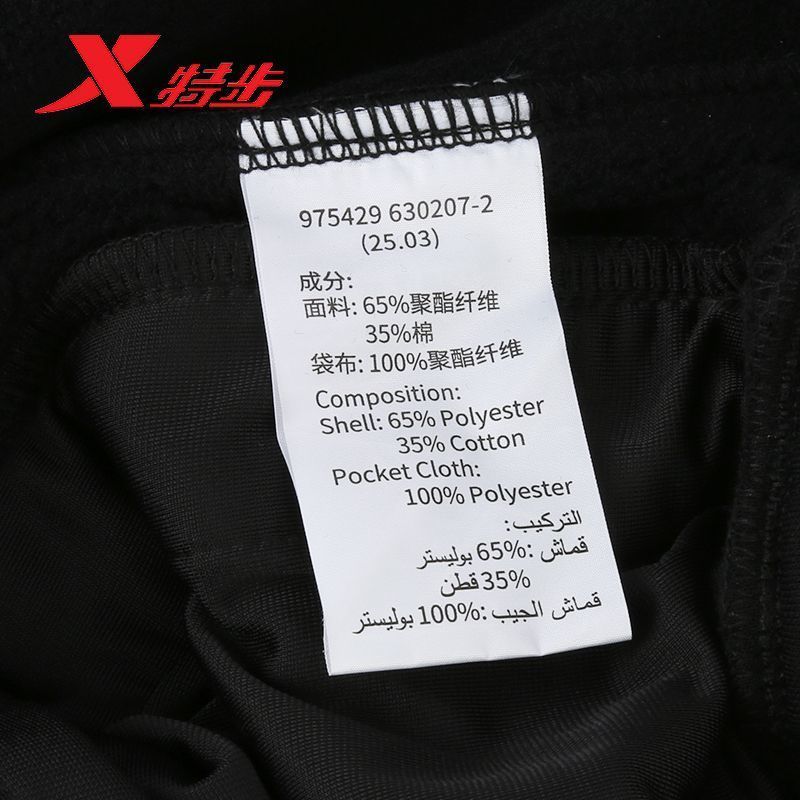 X特步
975429 630207-2
(25.03)
成分:
面料: 65%聚酯纤维
35%棉
袋布: 100%聚酯纤维
Composition:
Shell: 65% Polyester
35% Cotton
Pocket Cloth:
100% Polyester
التركيب:
قماش :65% بوليستر
35% قطن
قماش الجيب :100% بوليستر